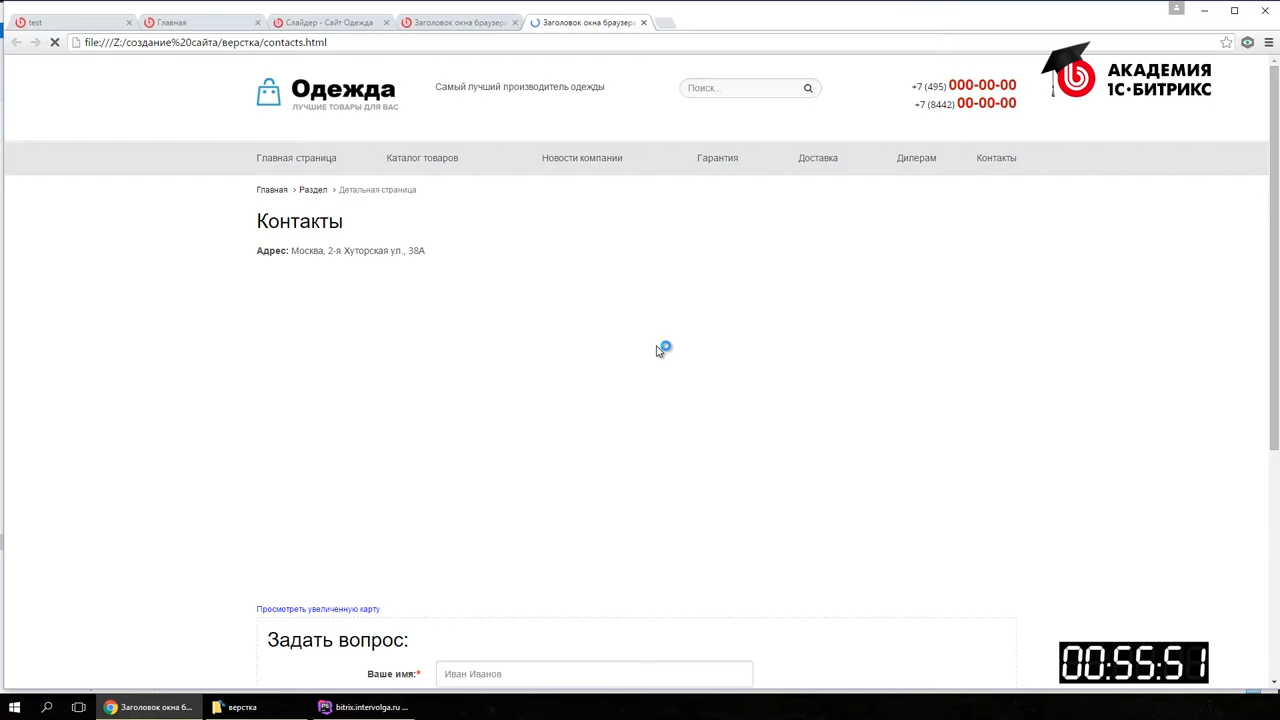 test
Главная
Слайдер - Сайт Одежда
Заголовок окна браузера
Заголовок окна браузера
file:///Z:/создание%20сайта/верстка/contacts.html
Одежда
ЛУЧШИЕ ТОВАРЫ ДЛЯ ВАС
Самый лучший производитель одежды
Поиск...
+7 (495) 000-00-00
+7 (8442) 00-00-00
АКАДЕМИЯ
1С·БИТРИКС
Главная страница
Каталог товаров
Новости компании
Гарантия
Доставка
Дилерам
Контакты
Главная > Раздел > Детальная страница
Контакты
Адрес: Москва, 2-я Хуторская ул., 38А
Просмотреть увеличенную карту
Задать вопрос:
Ваше имя:*
Иван Иванов
00:55:51
Заголовок окна б...
верстка
PS
bitrix.intervolga.ru ...